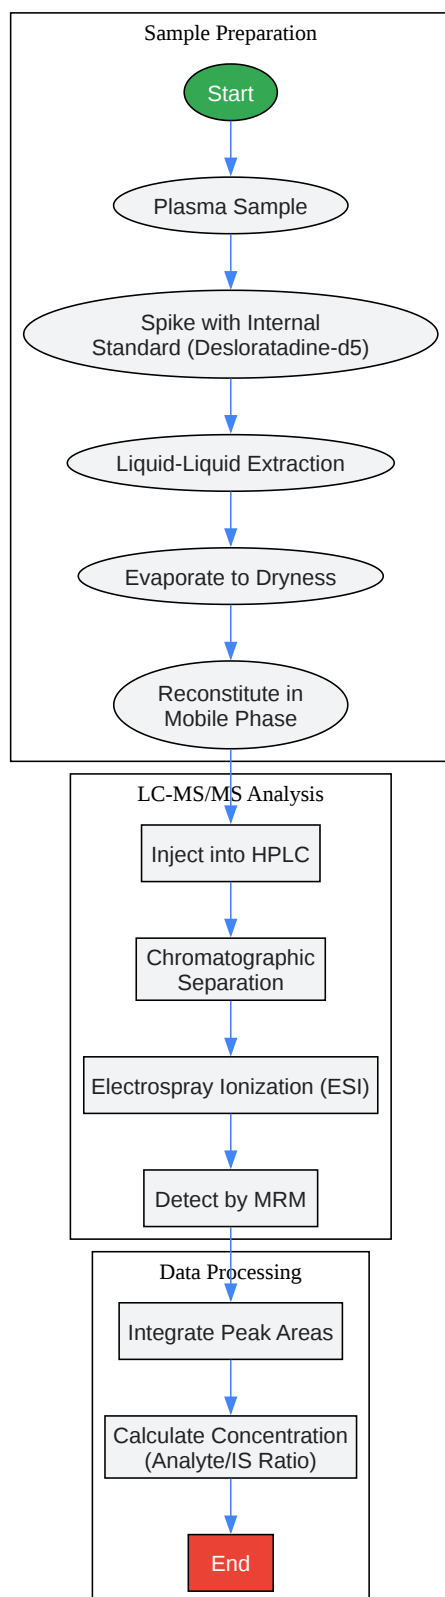 Sample Preparation
Start
Plasma Sample
Spike with Internal
Standard (Desloratadine-d5)
Liquid-Liquid Extraction
Evaporate to Dryness
Reconstitute in
Mobile Phase
LC-MS/MS Analysis
Inject into HPLC
Chromatographic
Separation
Electrospray Ionization (ESI)
Detect by MRM
Data Processing
Integrate Peak Areas
Calculate Concentration
(Analyte/IS Ratio)
End